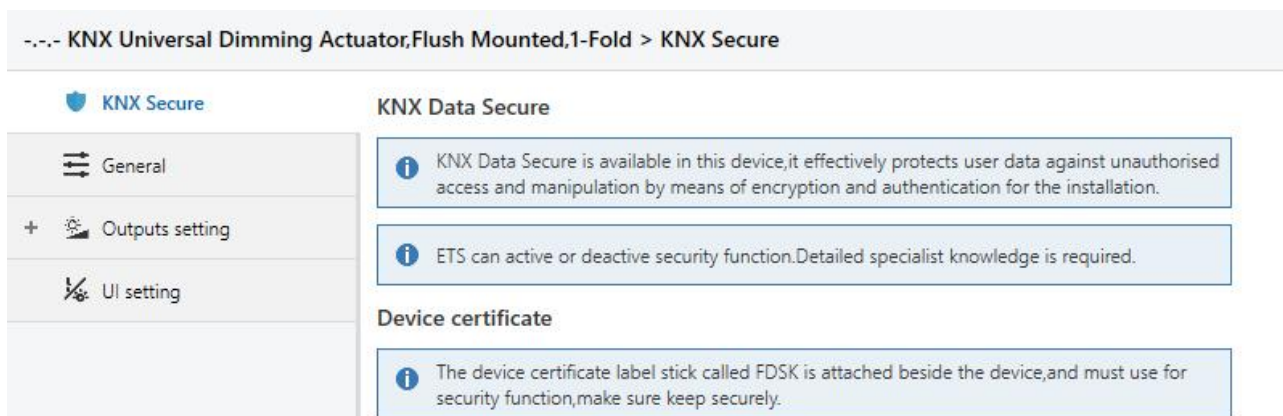 -.-.- KNX Universal Dimming Actuator,Flush Mounted,1-Fold > KNX Secure
KNX Secure
General
+ Outputs setting
UI setting
KNX Data Secure
KNX Data Secure is available in this device,it effectively protects user data against unauthorised
access and manipulation by means of encryption and authentication for the installation.
ETS can active or deactive security function.Detailed specialist knowledge is required.
Device certificate
The device certificate label stick called FDSK is attached beside the device,and must use for
security function,make sure keep securely.